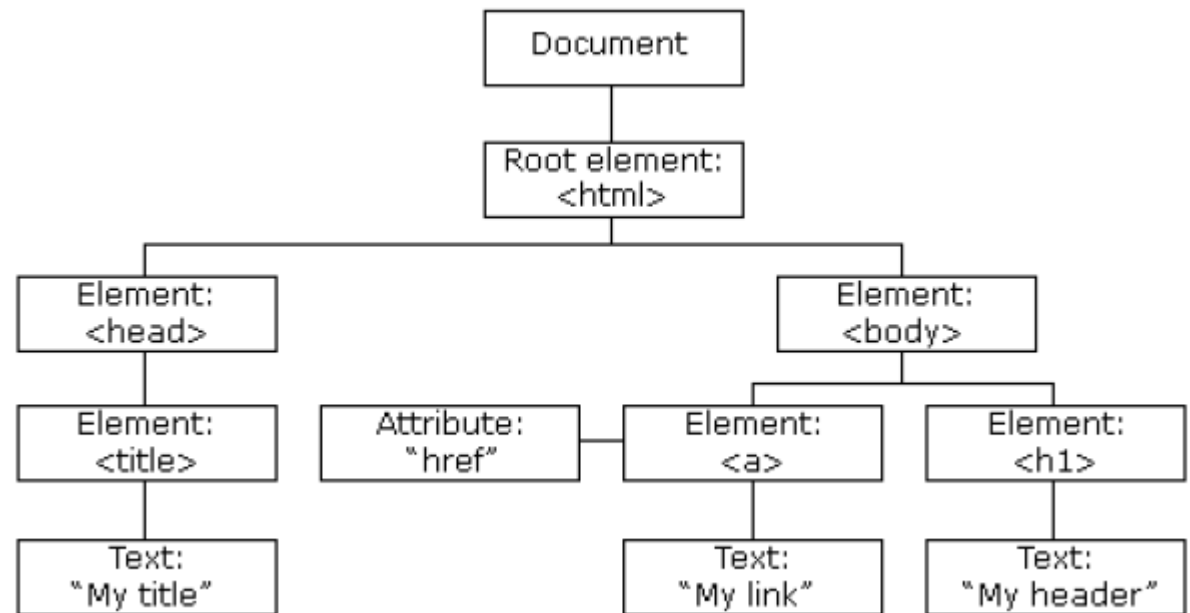 Document
Root element:
<html>
Element:
<head>
Element:
<body>
Element:
<title>
Attribute:
“href”
Element:
<a>
Element:
<h1>
Text:
“My title”
Text:
“My link”
Text:
“My header”